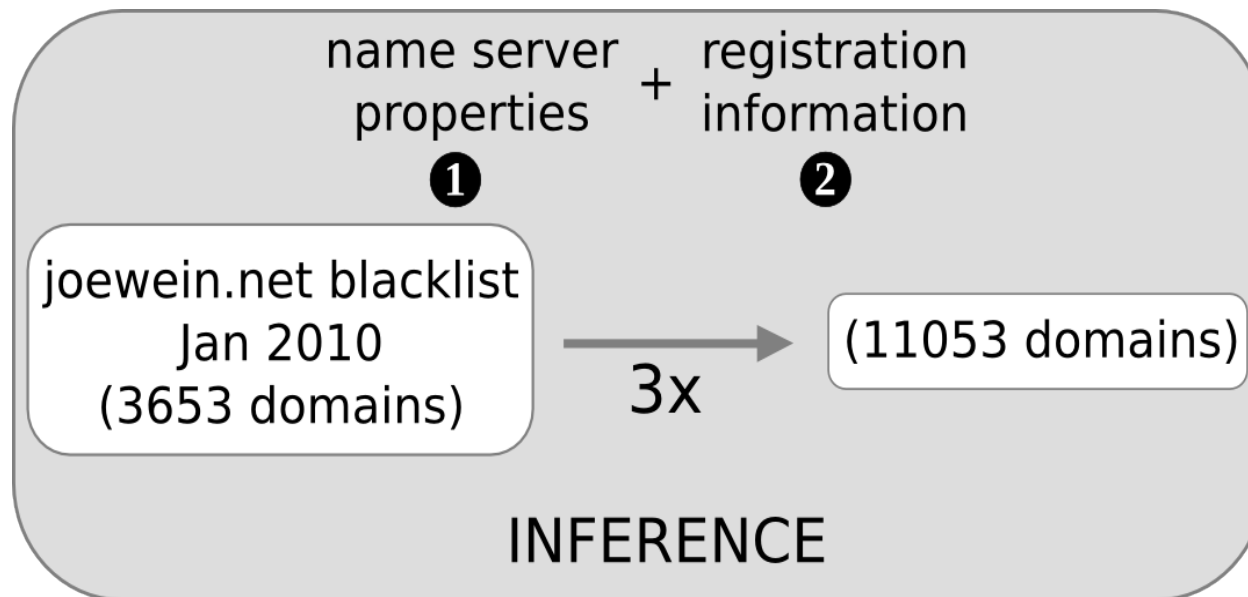 name server
properties
+
registration
information
1
2
joewein.net blacklist
Jan 2010
(3653 domains)
3x
(11053 domains)
INFERENCE